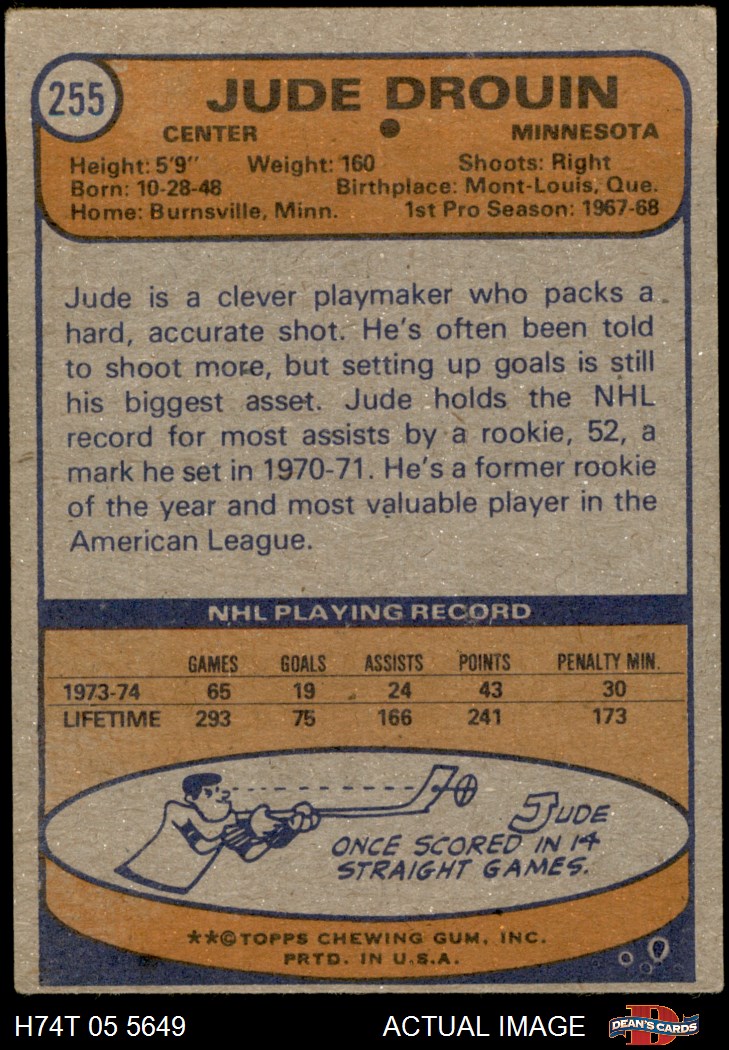 255
JUDE DROUIN
CENTER MINNESOTA
Height: 5'9" Weight: 160 Shoots: Right
Born: 10-28-48 Birthplace: Mont-Louis, Que.
Home: Burnsville, Minn. 1st Pro Season: 1967-68
Jude is a clever playmaker who packs a
hard, accurate shot. He's often been told
to shoot more, but setting up goals is still
his biggest asset. Jude holds the NHL
record for most assists by a rookie, 52, a
mark he set in 1970-71. He's a former rookie
of the year and most valuable player in the
American League.
NHL PLAYING RECORD
GAMES GOALS ASSISTS POINTS PENALTY MIN.
1973-74 65 19 24 43 30
LIFETIME 293 75 166 241 173
JUDE
ONCE SCORED IN 14
STRAIGHT GAMES.
**©TOPPS CHEWING GUM, INC.
PRTD. IN U.S.A.
H74T 05 5649 ACTUAL IMAGE DEAN'S CARDS